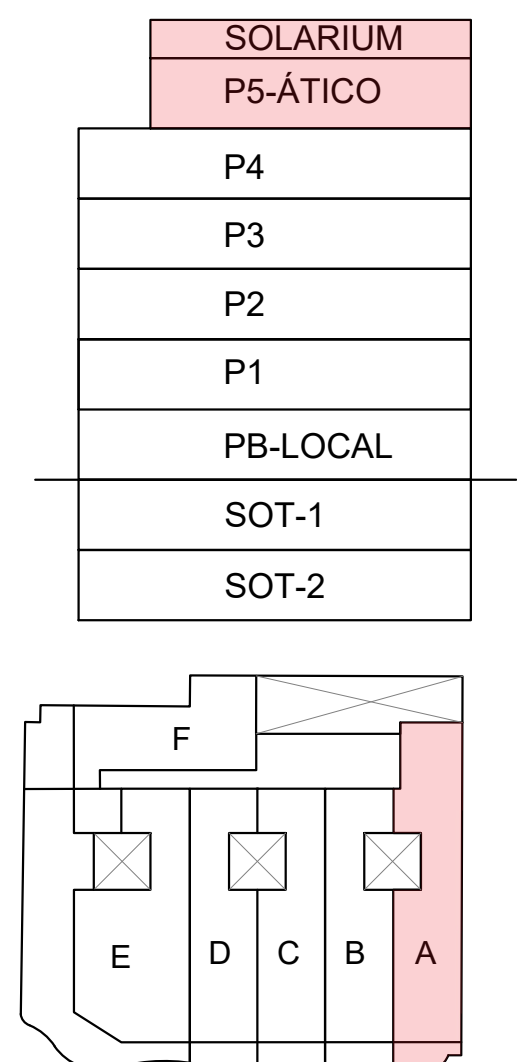 SOLARIUM
P5-ÁTICO
P4
P3
P2
P1
PB-LOCAL
SOT-1
SOT-2
F
E D C B A